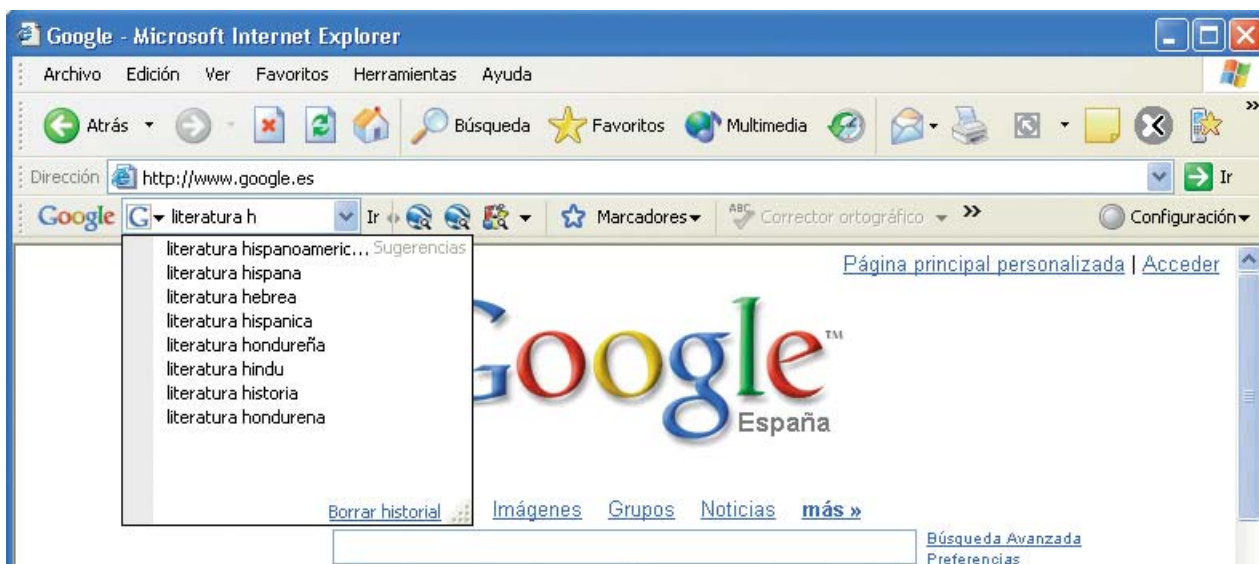 Google - Microsoft Internet Explorer
Archivo Edición Ver Favoritos Herramientas Ayuda
Atrás Búsqueda Favoritos Multimedia »
Dirección http://www.google.es Ir
Google G literatura h Ir Marcadores ABC Corrector ortográfico » Configuración
literatura hispanoameric... Sugerencias
literatura hispana
literatura hebrea
literatura hispanica
literatura hondureña
literatura hindu
literatura historia
literatura hondurena
Borrar historial
Página principal personalizada | Acceder
Google TM
España
Imágenes Grupos Noticias más »
Búsqueda Avanzada
Preferencias